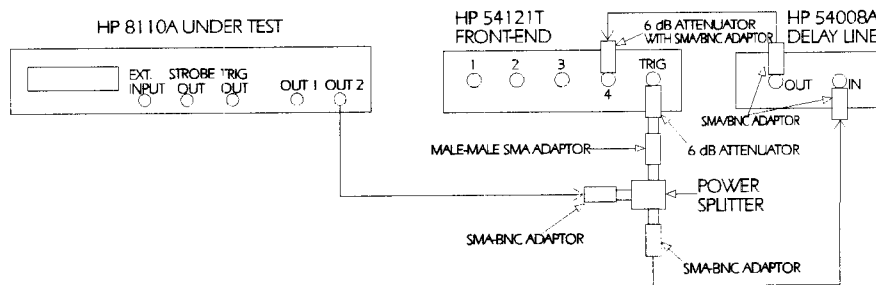 HP 8110A UNDER TEST
HP 54121T
FRONT-END
6 dB ATTENUATOR
WITH SMA/BNC ADAPTOR
HP 54008A
DELAY LINE
EXT.
INPUT
STROBE
OUT
TRIG
OUT
OUT 1
OUT 2
1
2
3
4
TRIG
OUT
IN
SMA/BNC ADAPTOR
MALE-MALE SMA ADAPTOR
6 dB ATTENUATOR
POWER
SPLITTER
SMA-BNC ADAPTOR
SMA-BNC ADAPTOR